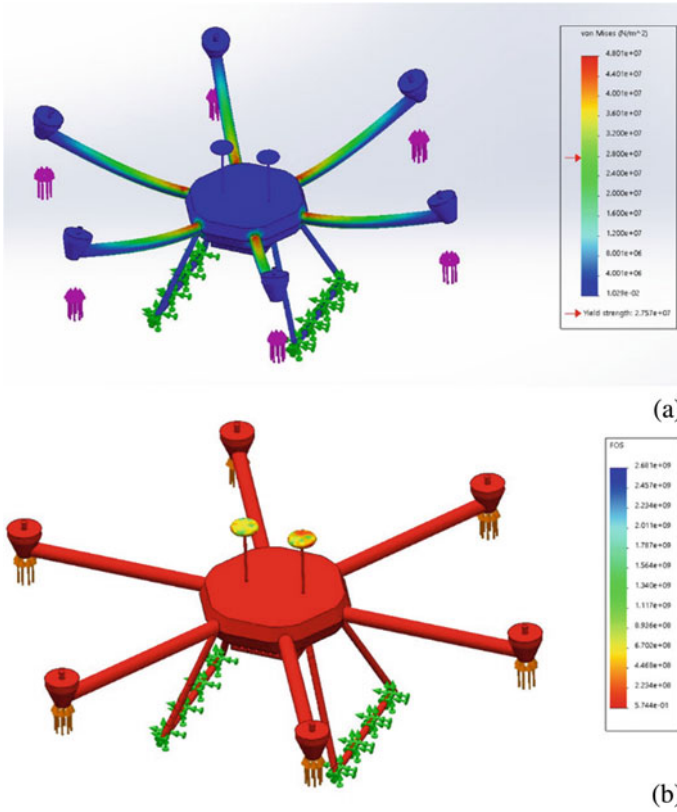 von Mises (N/m^2)
4.801e+07
4.401e+07
4.001e+07
3.601e+07
3.200e+07
2.800e+07
2.400e+07
2.000e+07
1.600e+07
1.200e+07
8.001e+06
4.001e+06
1.029e-02
Yield strength: 2.757e+07
(a)
FOS
2.681e+09
2.457e+09
2.234e+09
2.011e+09
1.787e+09
1.564e+09
1.340e+09
1.117e+09
8.936e+08
6.702e+08
4.468e+08
2.234e+08
5.744e-01
(b)